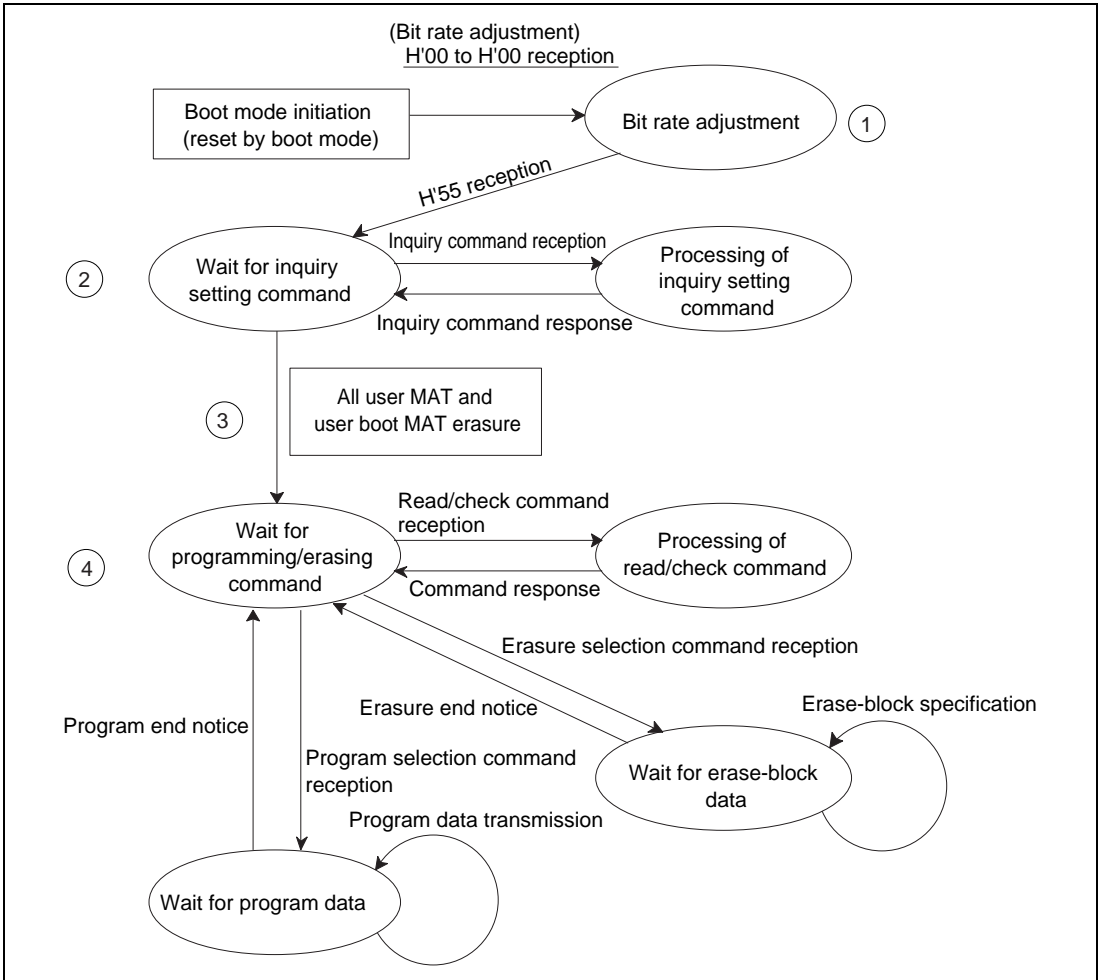 (Bit rate adjustment)
H'00 to H'00 reception
Boot mode initiation
(reset by boot mode)
Bit rate adjustment
1
H'55 reception
2
Wait for inquiry
setting command
Inquiry command reception
Inquiry command response
Processing of
inquiry setting
command
3
All user MAT and
user boot MAT erasure
4
Wait for
programming/erasing
command
Read/check command
reception
Command response
Processing of
read/check command
Erasure selection command reception
Erasure end notice
Program end notice
Program selection command
reception
Erase-block specification
Wait for erase-block
data
Program data transmission
Wait for program data